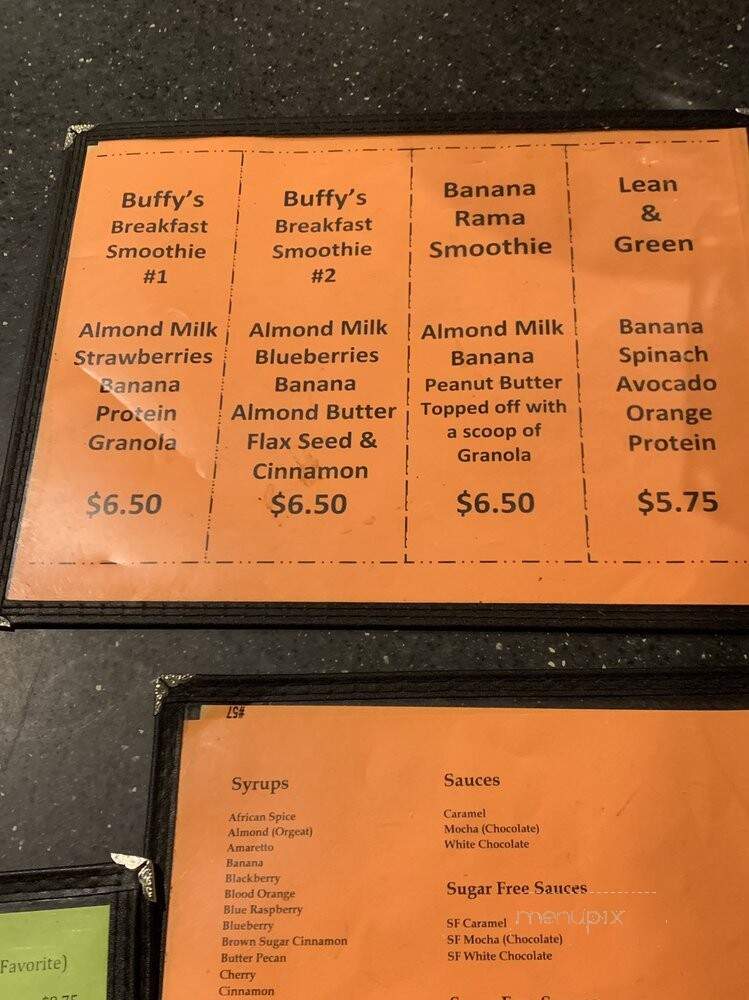 Buffy's
Breakfast
Smoothie
#1
Almond Milk
Strawberries
Banana
Protein
Granola
$6.50
Buffy's
Breakfast
Smoothie
#2
Almond Milk
Blueberries
Banana
Almond Butter
Flax Seed &
Cinnamon
$6.50
Banana
Rama
Smoothie
Almond Milk
Banana
Peanut Butter
Topped off with
a scoop of
Granola
$6.50
Lean
&
Green
Banana
Spinach
Avocado
Orange
Protein
$5.75
#57
Syrups
African Spice
Almond (Orgeat)
Amaretto
Banana
Blackberry
Blood Orange
Blue Raspberry
Blueberry
Brown Sugar Cinnamon
Butter Pecan
Cherry
Cinnamon
Sauces
Caramel
Mocha (Chocolate)
White Chocolate
Sugar Free Sauces
SF Caramel
SF Mocha (Chocolate)
SF White Chocolate
Favorite)
menupix